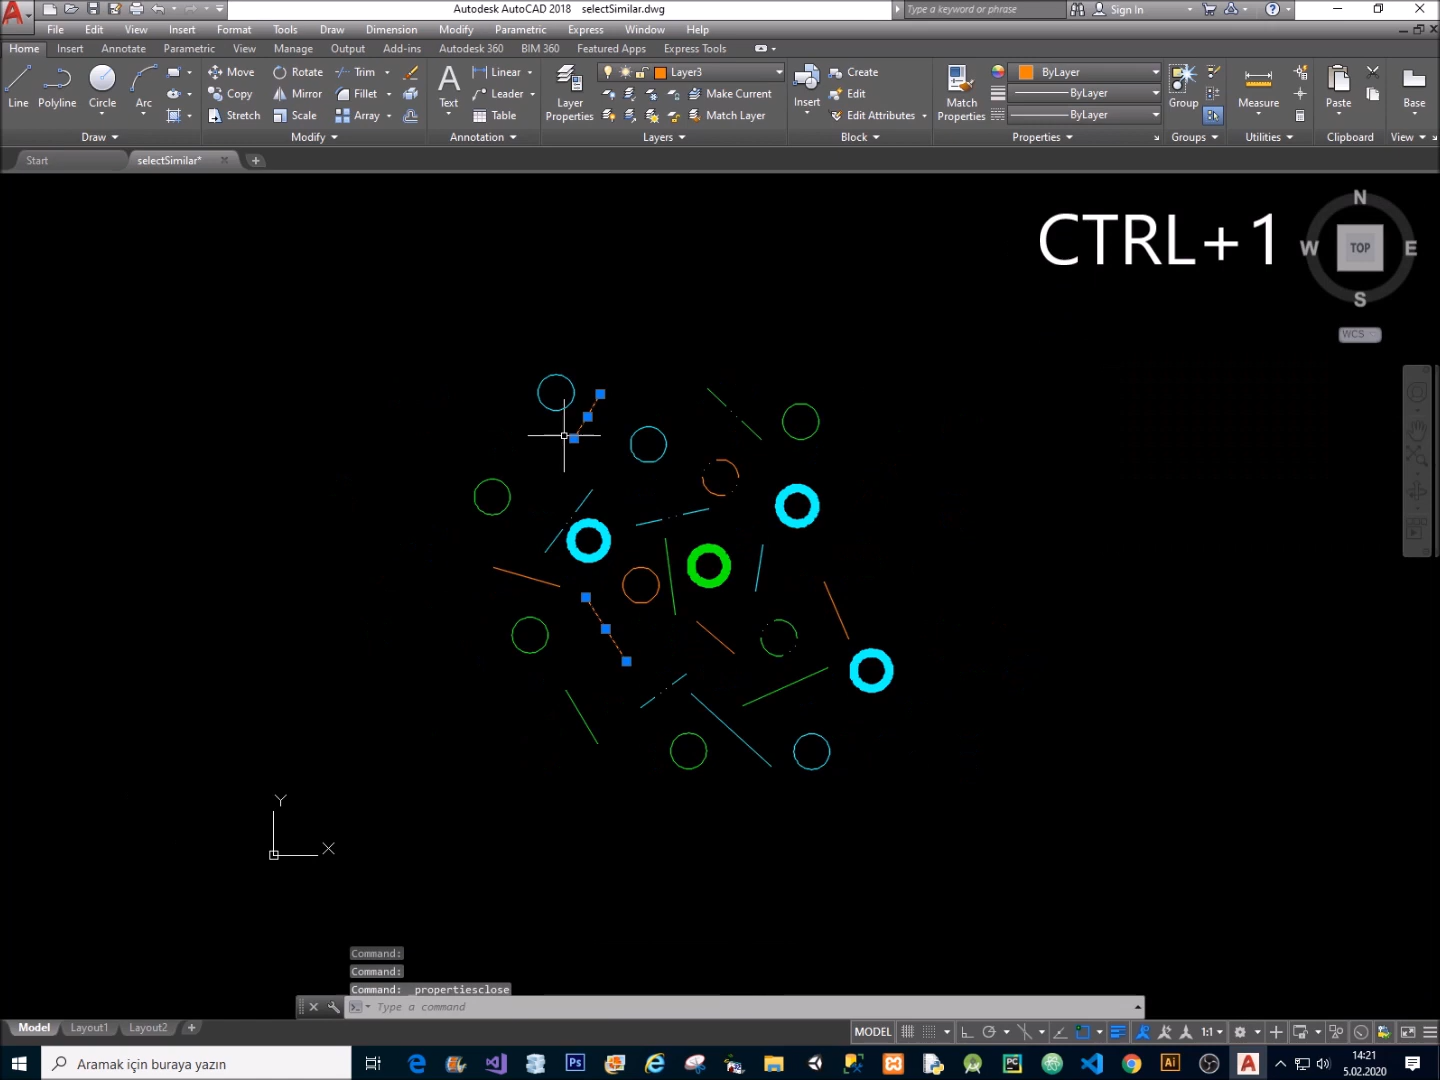 Autodesk AutoCAD 2018 selectSimilar.dwg
Type a keyword or phrase
Sign In
File Edit View Insert Format Tools Draw Dimension Modify Parametric Express Window Help
Home Insert Annotate Parametric View Manage Output Add-ins Autodesk 360 BIM 360 Featured Apps Express Tools
Move Rotate Trim Linear Layer3 Create ByLayer
Line Polyline Circle Arc Copy Mirror Fillet Text Leader Layer Properties Make Current Insert Edit Match Properties ByLayer Group Measure Paste Base
Stretch Scale Array Table Match Layer Edit Attributes ByLayer
Draw Modify Annotation Layers Block Properties Groups Utilities Clipboard View
Start selectSimilar*
CTRL+1
N
W TOP E
S
WCS
Y
X
Command:
Command:
Command: _propertiesclose
Type a command
Model Layout1 Layout2
MODEL 1:1
Aramak için buraya yazın
Ps
PC
Ai
A
14:21
5.02.2020